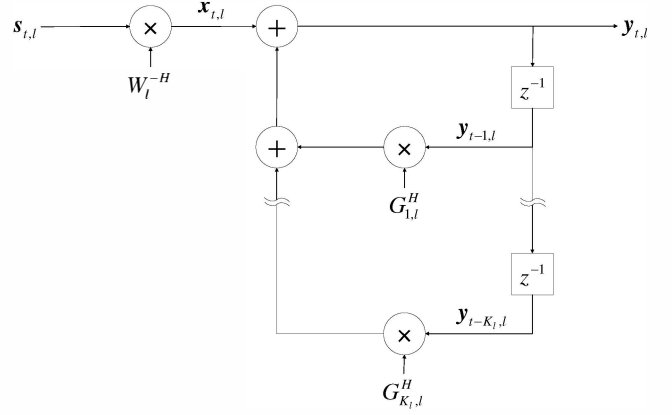 𝒔_{t,l} 𝒙_{t,l} + 𝒚_{t,l}
×
W_l^{-H}
z^{-1}
+ × 𝒚_{t-1,l}
G_{1,l}^H
z^{-1}
× 𝒚_{t-K_l,l}
G_{K_l,l}^H